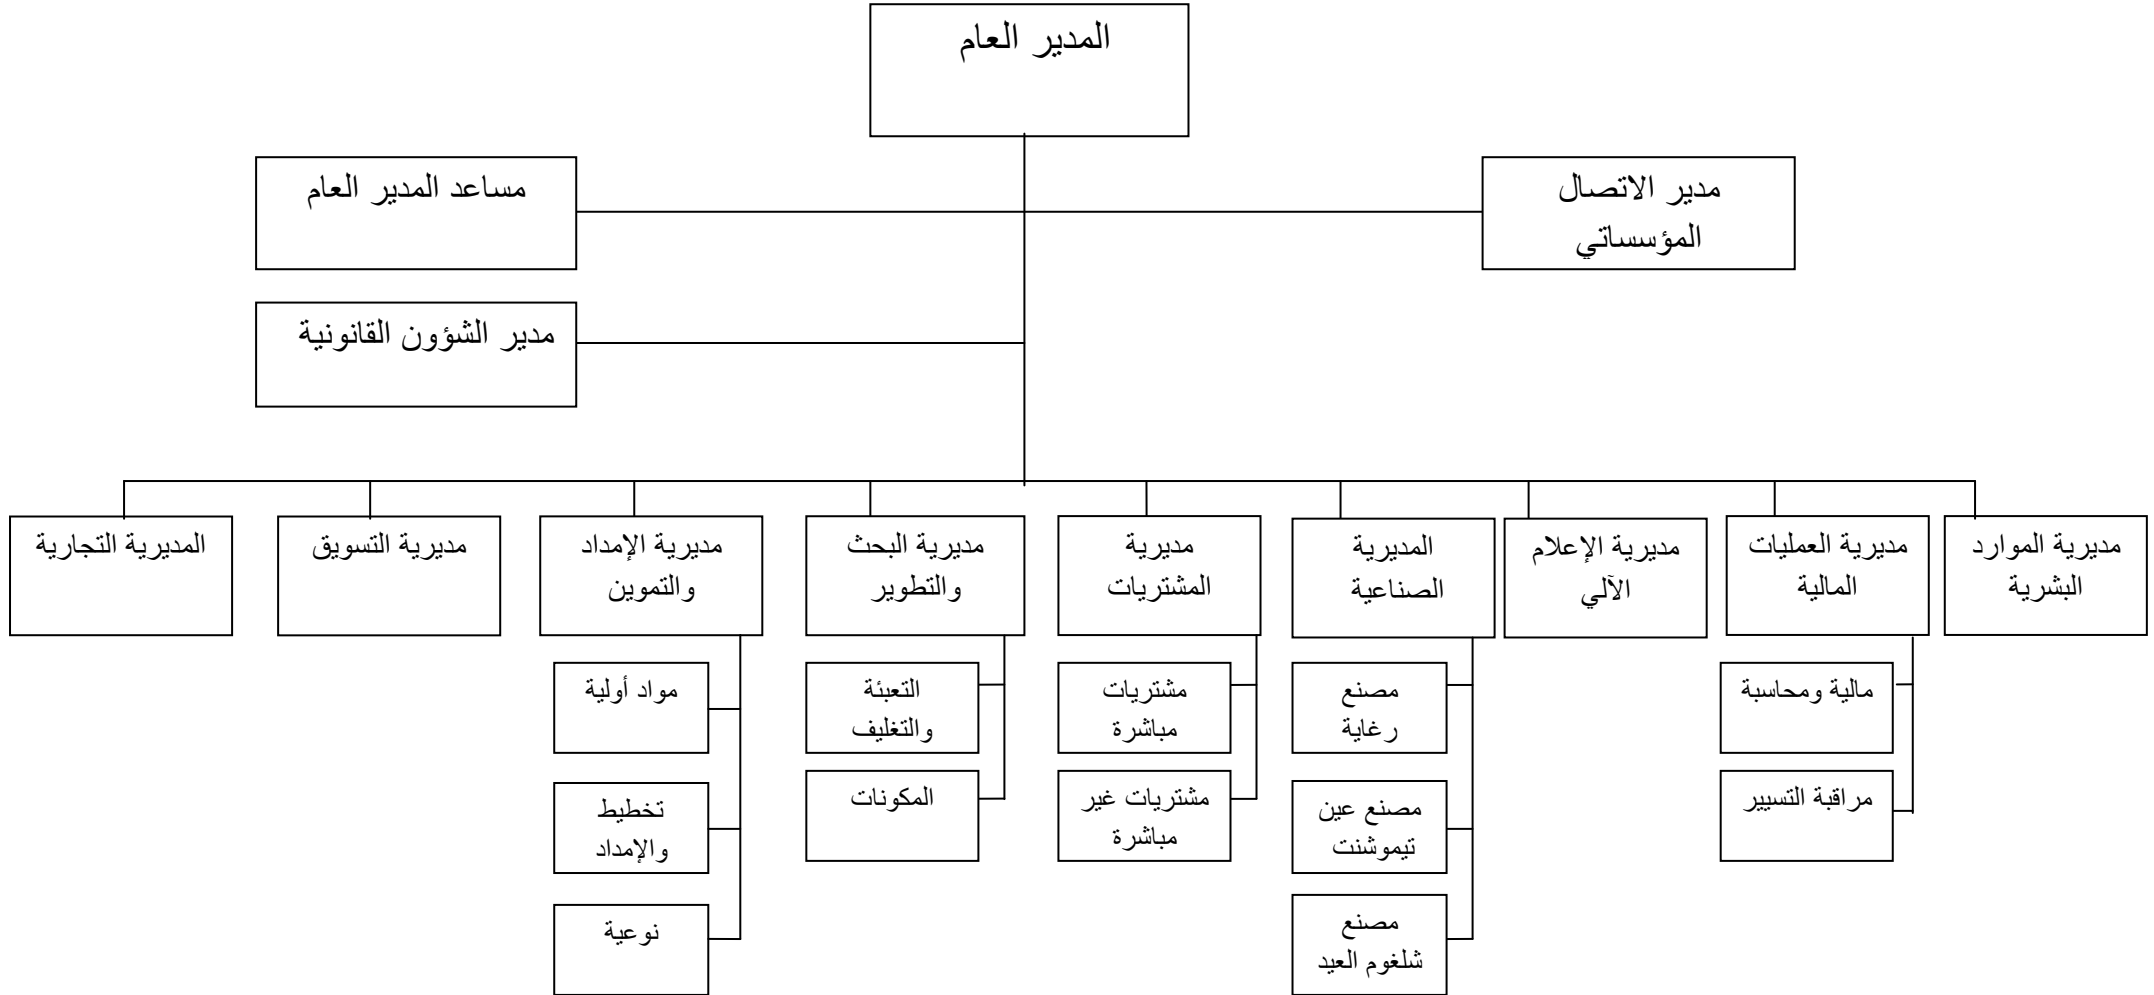 المدير العام
مدير الاتصال
المؤسساتي
مساعد المدير العام
مدير الشؤون القانونية
مديرية الموارد
البشرية
مديرية العمليات
المالية
مديرية الإعلام
الآلي
المديرية
الصناعية
مديرية
المشتريات
مديرية البحث
والتطوير
مديرية الإمداد
والتموين
مديرية التسويق
المديرية التجارية
مالية ومحاسبة
مراقبة التسيير
مصنع
رغاية
مصنع عين
تيموشنت
مصنع
شلغوم العيد
مشتريات
مباشرة
مشتريات غير
مباشرة
التعبئة
والتغليف
المكونات
مواد أولية
تخطيط
والإمداد
نوعية